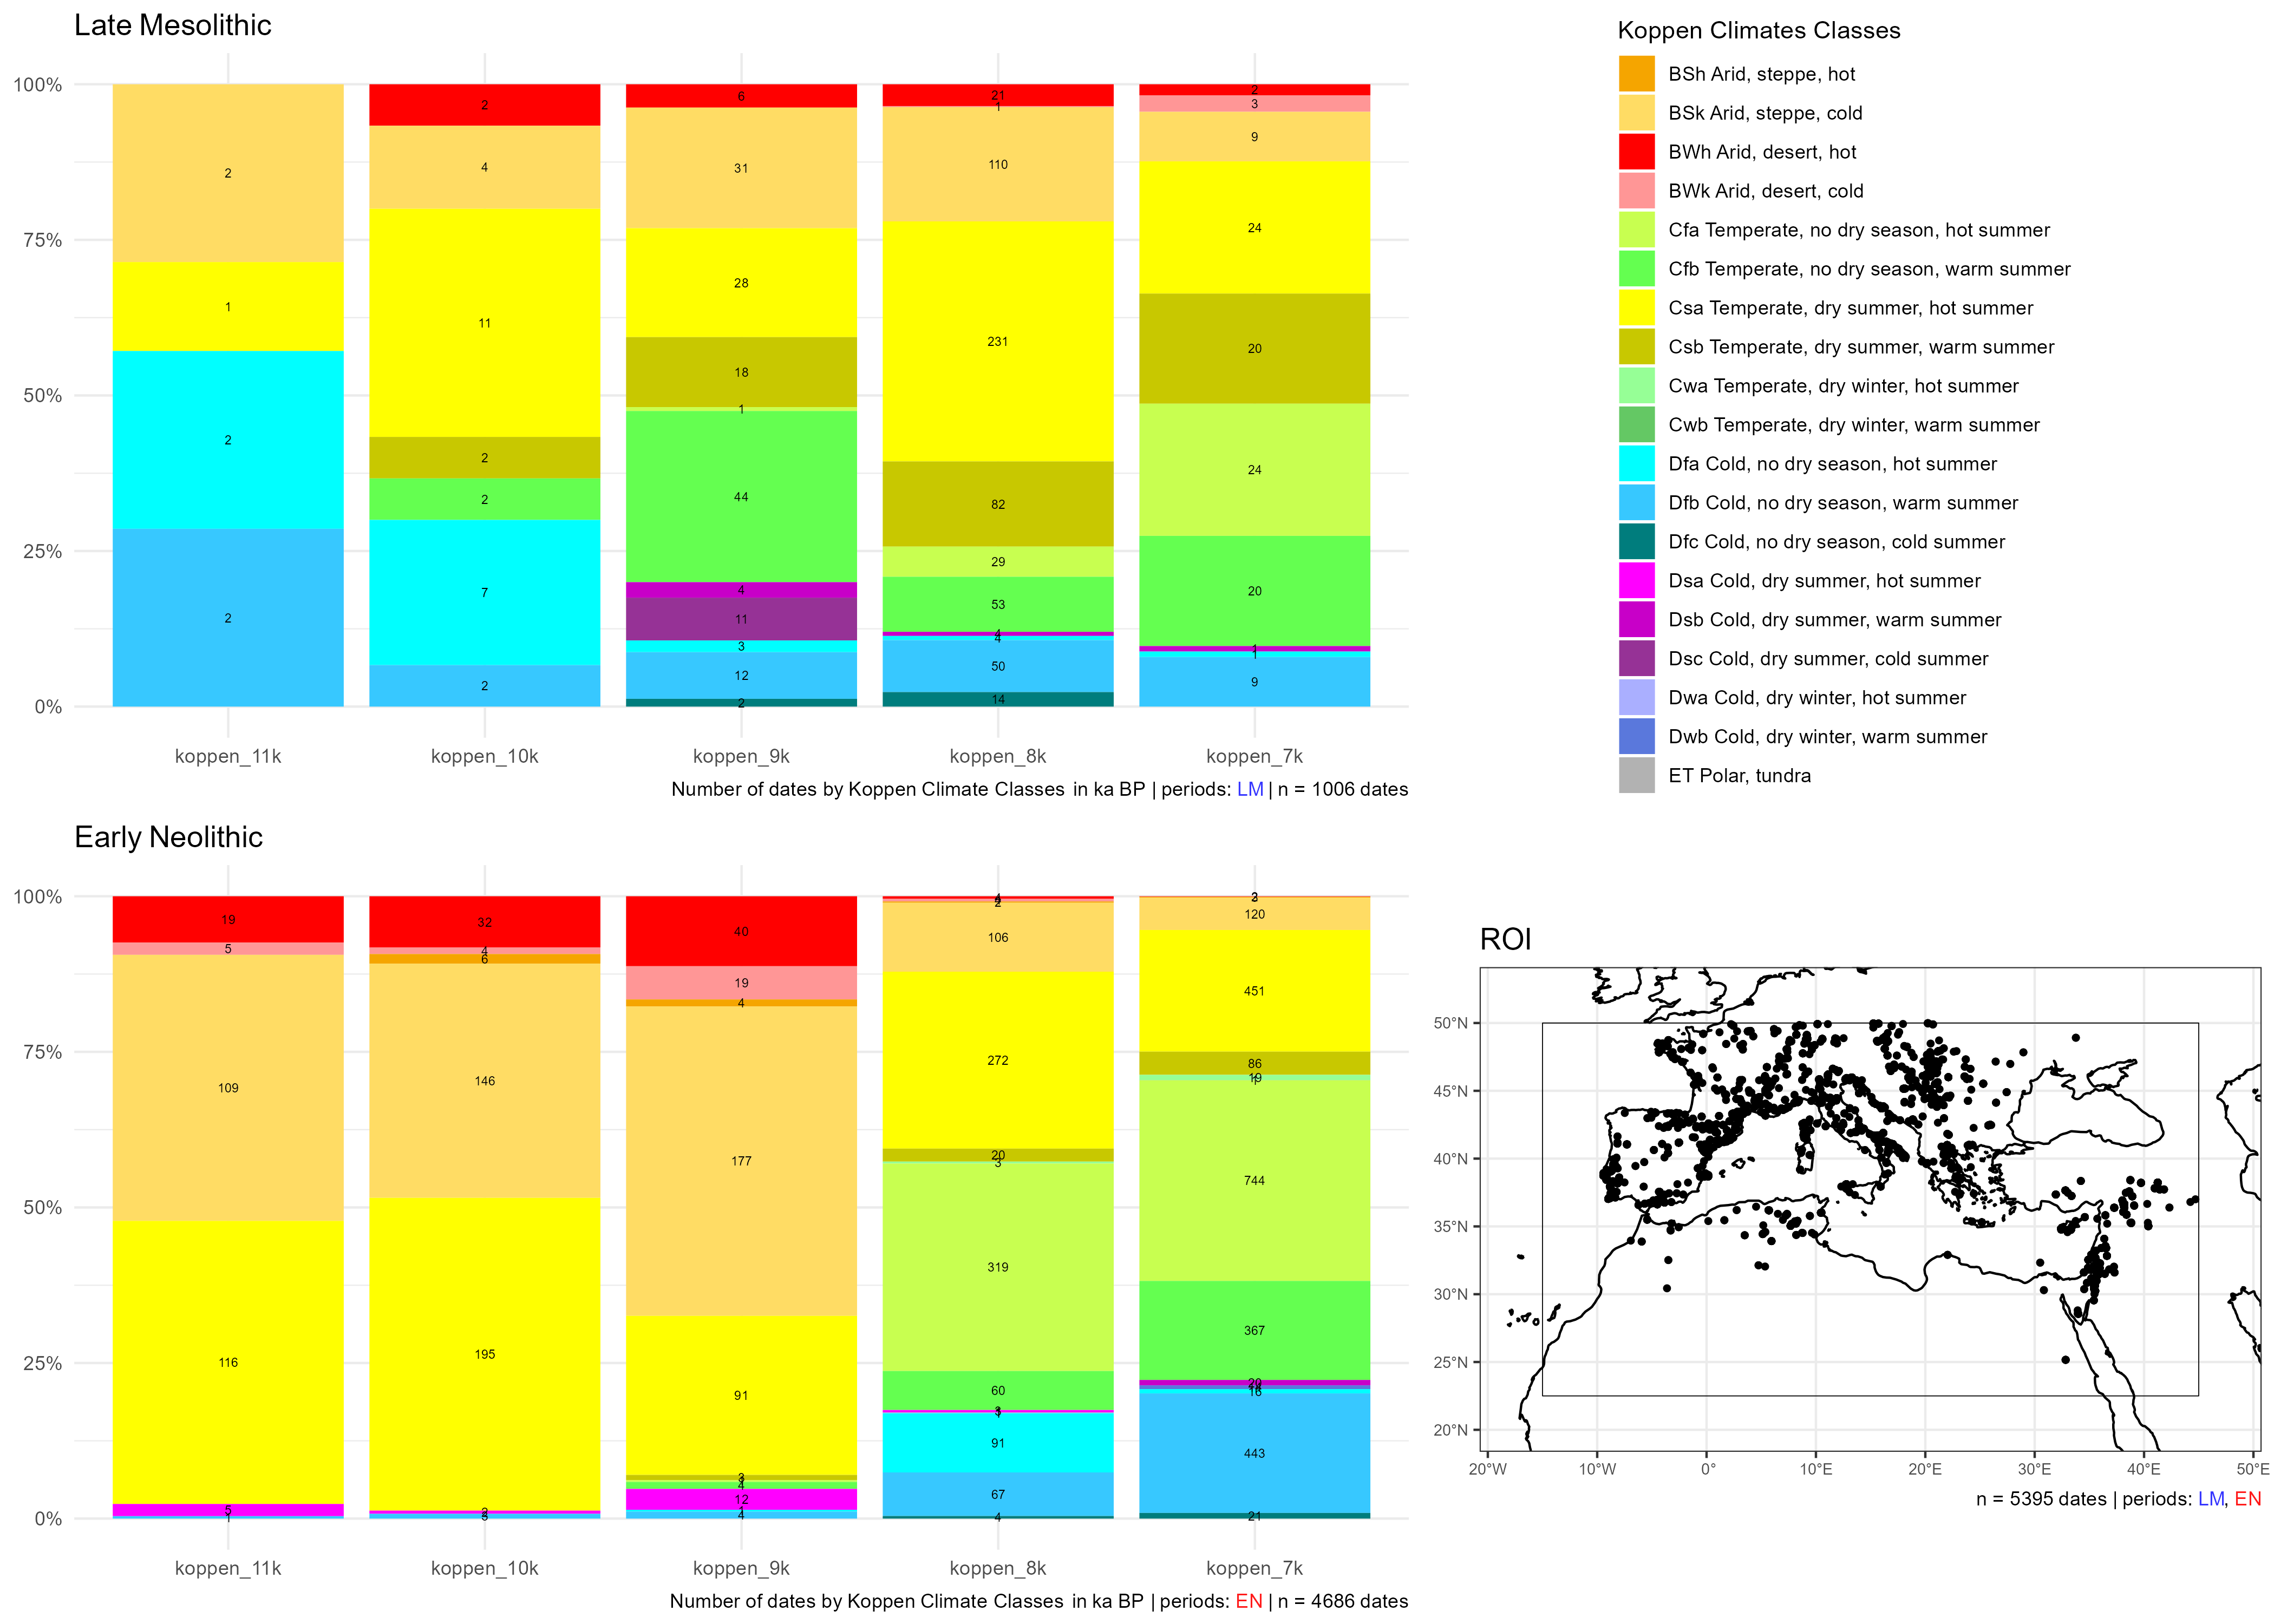 Late Mesolithic
100%
75%
50%
25%
0%
2
1
2
2
2
4
11
2
2
7
2
6
31
28
18
1
44
4
11
3
12
2
21
1
110
231
82
29
53
4
4
50
14
2
3
9
24
20
24
20
1
1
9
koppen_11k koppen_10k koppen_9k koppen_8k koppen_7k
Number of dates by Koppen Climate Classes in ka BP | periods: LM | n = 1006 dates
Koppen Climates Classes
BSh Arid, steppe, hot
BSk Arid, steppe, cold
BWh Arid, desert, hot
BWk Arid, desert, cold
Cfa Temperate, no dry season, hot summer
Cfb Temperate, no dry season, warm summer
Csa Temperate, dry summer, hot summer
Csb Temperate, dry summer, warm summer
Cwa Temperate, dry winter, hot summer
Cwb Temperate, dry winter, warm summer
Dfa Cold, no dry season, hot summer
Dfb Cold, no dry season, warm summer
Dfc Cold, no dry season, cold summer
Dsa Cold, dry summer, hot summer
Dsb Cold, dry summer, warm summer
Dsc Cold, dry summer, cold summer
Dwa Cold, dry winter, hot summer
Dwb Cold, dry winter, warm summer
ET Polar, tundra
Early Neolithic
100%
75%
50%
25%
0%
19
5
109
116
5
1
32
4
6
146
195
40
19
4
177
91
3
4
12
4
2
106
272
20
3
319
60
91
67
4
120
451
86
19
744
367
20
16
443
21
koppen_11k koppen_10k koppen_9k koppen_8k koppen_7k
Number of dates by Koppen Climate Classes in ka BP | periods: EN | n = 4686 dates
ROI
50°N
45°N
40°N
35°N
30°N
25°N
20°N
20°W 10°W 0° 10°E 20°E 30°E 40°E 50°E
n = 5395 dates | periods: LM, EN